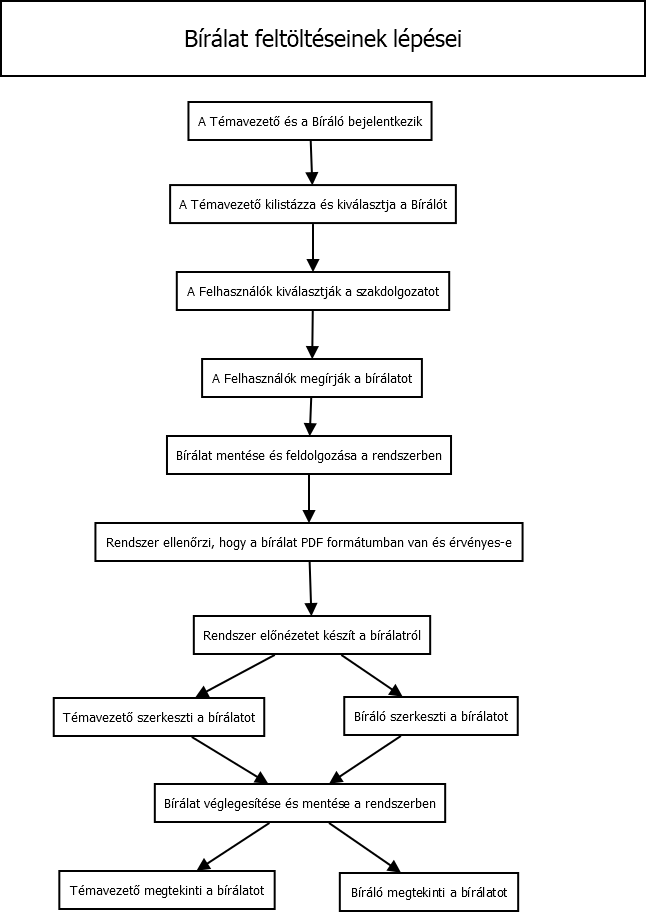 Bírálat feltöltéseinek lépései
A Témavezető és a Bíráló bejelentkezik
A Témavezető kilistázza és kiválasztja a Bírálót
A Felhasználók kiválasztják a szakdolgozatot
A Felhasználók megírják a bírálatot
Bírálat mentése és feldolgozása a rendszerben
Rendszer ellenőrzi, hogy a bírálat PDF formátumban van és érvényes-e
Rendszer előnézetet készít a bírálatról
Témavezető szerkeszti a bírálatot
Bíráló szerkeszti a bírálatot
Bírálat véglegesítése és mentése a rendszerben
Témavezető megtekinti a bírálatot
Bíráló megtekinti a bírálatot